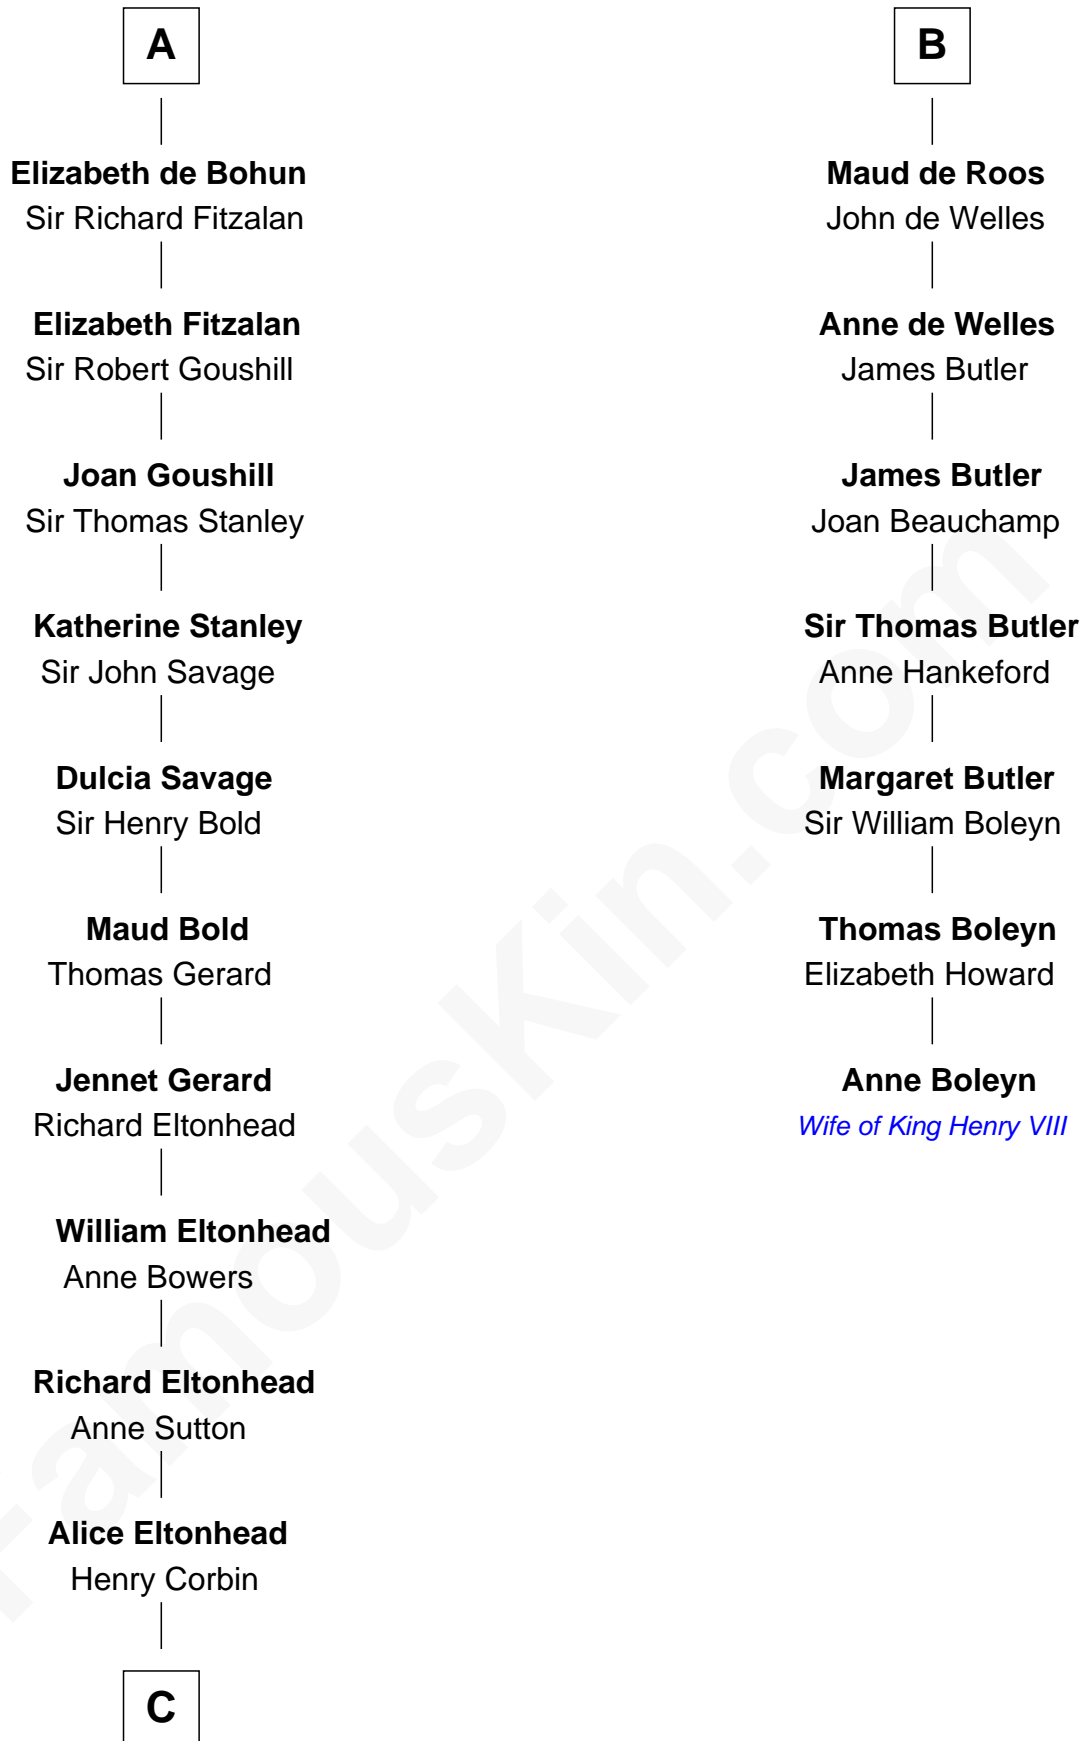 A
Elizabeth de Bohun
Sir Richard Fitzalan
Elizabeth Fitzalan
Sir Robert Goushill
Joan Goushill
Sir Thomas Stanley
Katherine Stanley
Sir John Savage
Dulcia Savage
Sir Henry Bold
Maud Bold
Thomas Gerard
Jennet Gerard
Richard Eltonhead
William Eltonhead
Anne Bowers
Richard Eltonhead
Anne Sutton
Alice Eltonhead
Henry Corbin
C
B
Maud de Roos
John de Welles
Anne de Welles
James Butler
James Butler
Joan Beauchamp
Sir Thomas Butler
Anne Hankeford
Margaret Butler
Sir William Boleyn
Thomas Boleyn
Elizabeth Howard
Anne Boleyn
Wife of King Henry VIII
FamousKin.com